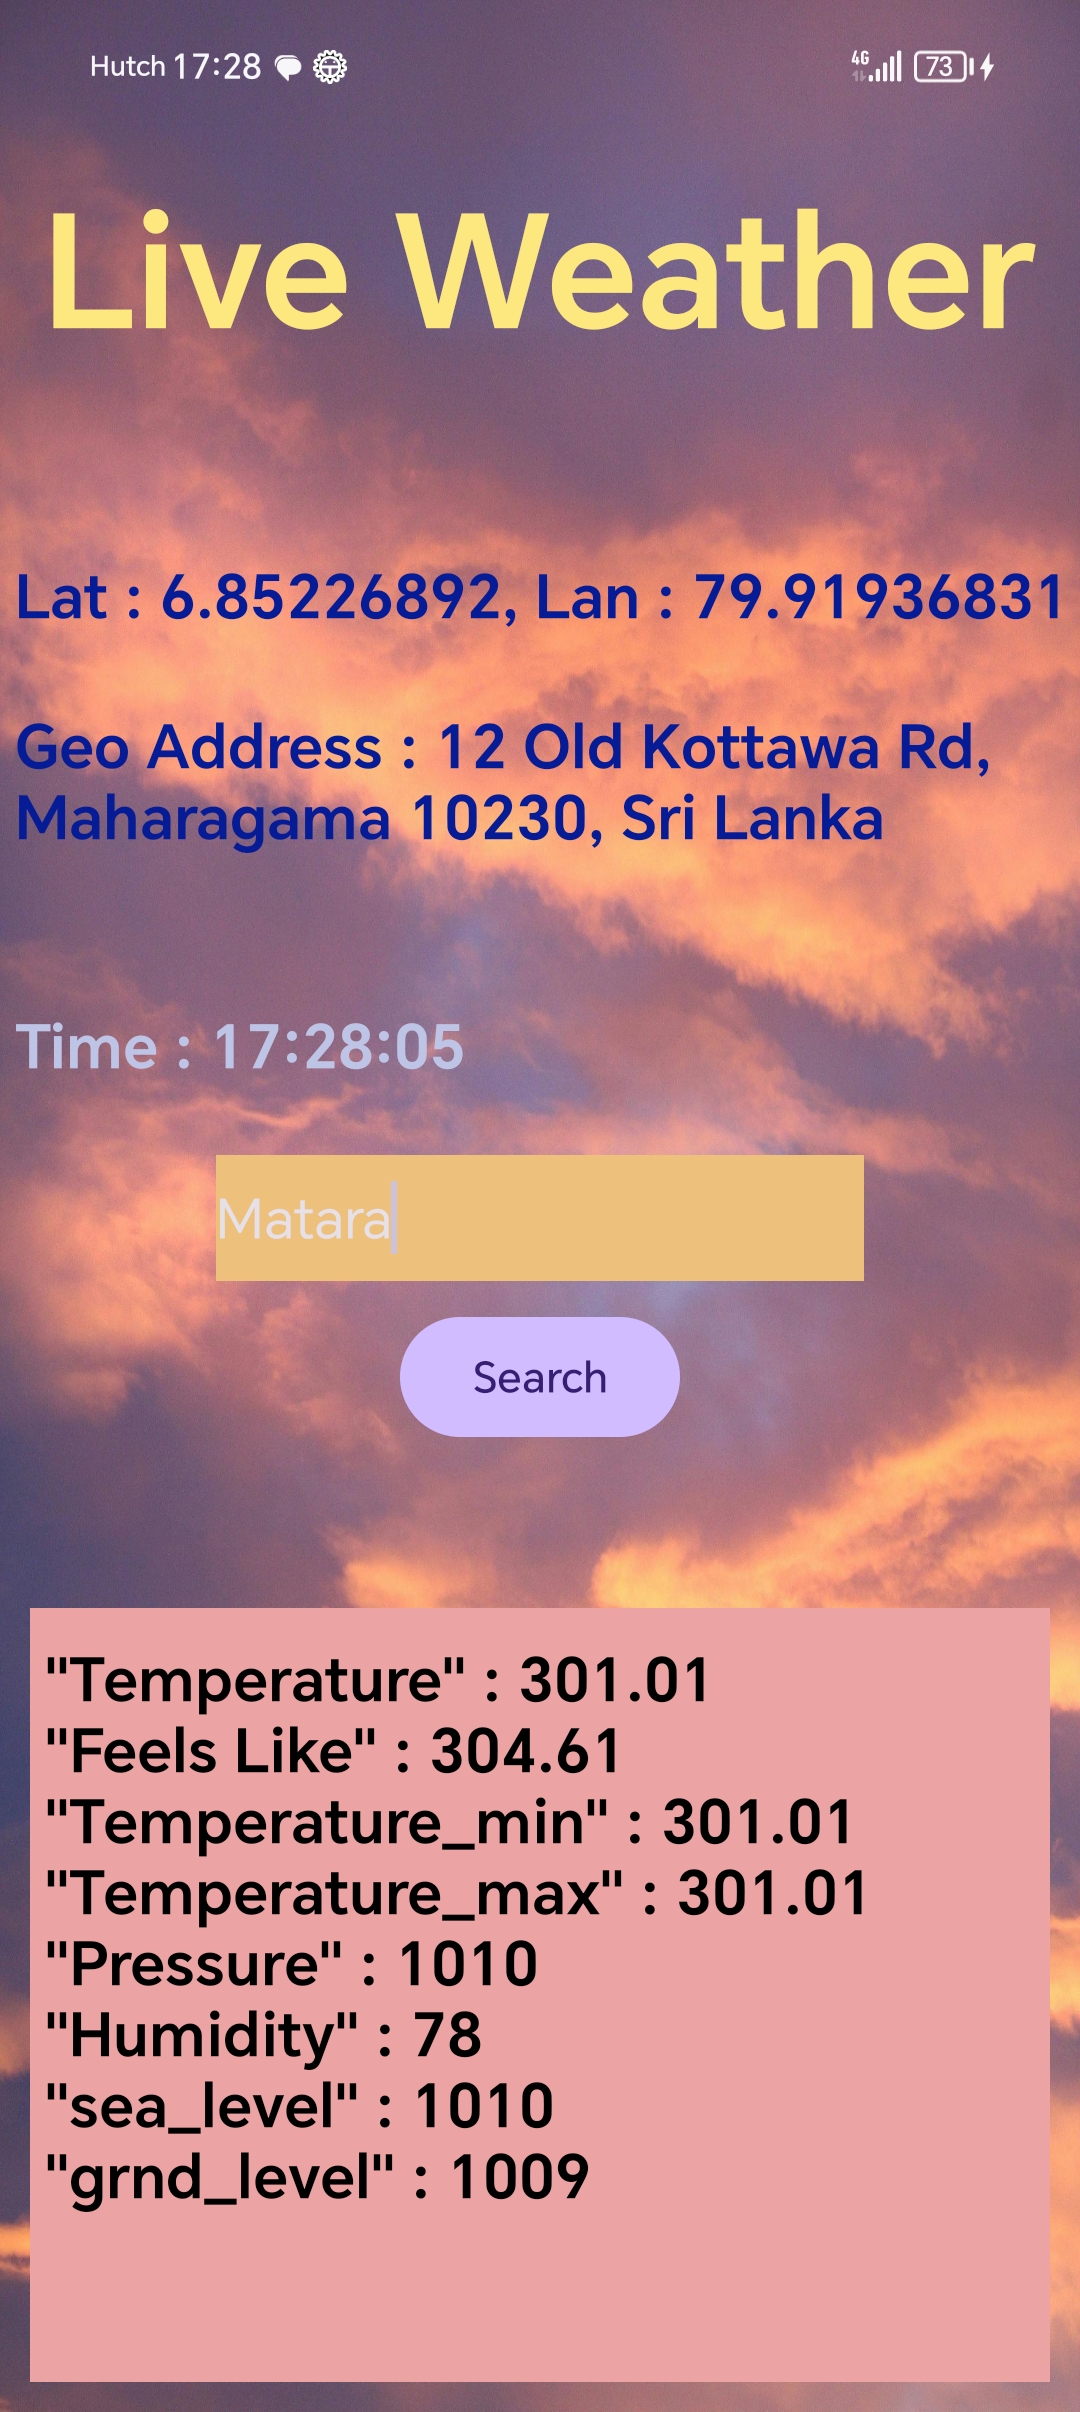 Hutch 17:28 4G 73
Live Weather
Lat : 6.85226892, Lan : 79.91936831
Geo Address : 12 Old Kottawa Rd,
Maharagama 10230, Sri Lanka
Time : 17:28:05
Matara
Search
"Temperature" : 301.01
"Feels Like" : 304.61
"Temperature_min" : 301.01
"Temperature_max" : 301.01
"Pressure" : 1010
"Humidity" : 78
"sea_level" : 1010
"grnd_level" : 1009